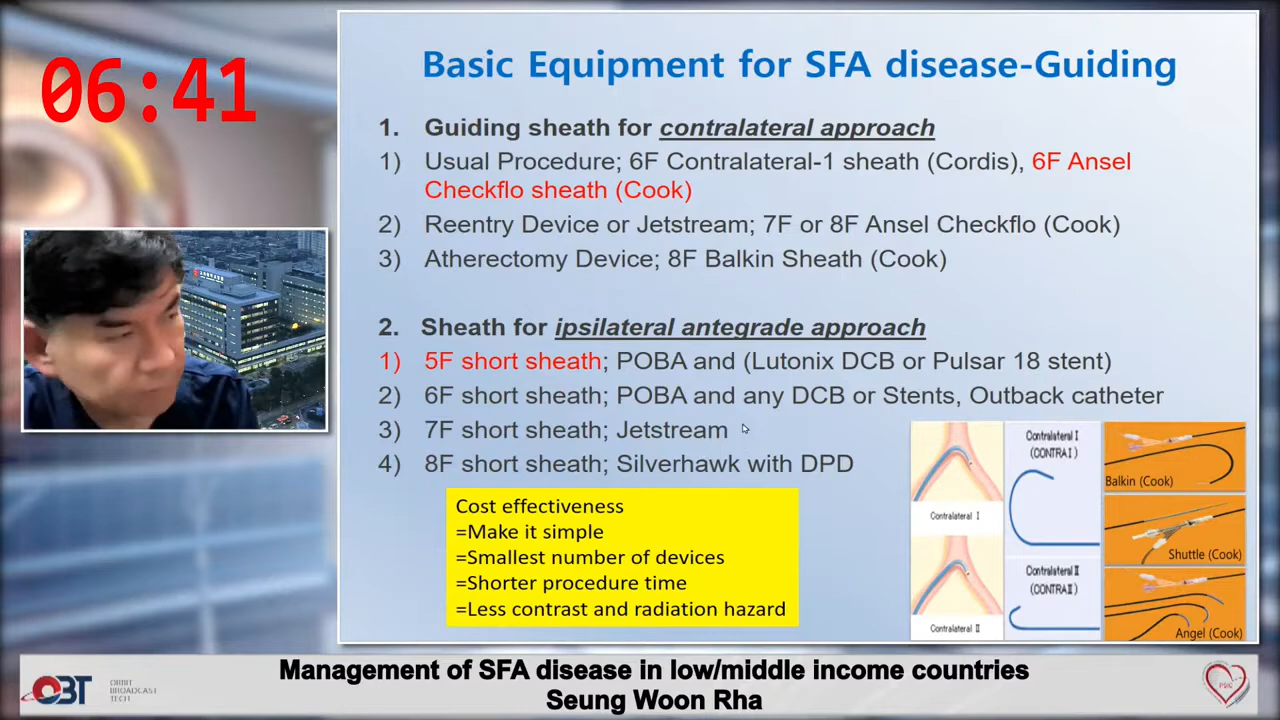 06:41
Basic Equipment for SFA disease-Guiding
1. Guiding sheath for contralateral approach
1) Usual Procedure; 6F Contralateral-1 sheath (Cordis), 6F Ansel
Checkflo sheath (Cook)
2) Reentry Device or Jetstream; 7F or 8F Ansel Checkflo (Cook)
3) Atherectomy Device; 8F Balkin Sheath (Cook)
2. Sheath for ipsilateral antegrade approach
1) 5F short sheath; POBA and (Lutonix DCB or Pulsar 18 stent)
2) 6F short sheath; POBA and any DCB or Stents, Outback catheter
3) 7F short sheath; Jetstream
4) 8F short sheath; Silverhawk with DPD
Cost effectiveness
=Make it simple
=Smallest number of devices
=Shorter procedure time
=Less contrast and radiation hazard
Contralateral I
Contralateral II
Contralateral I
(CONTRA I)
Contralateral II
(CONTRA II)
Balkin (Cook)
Shuttle (Cook)
Angel (Cook)
OBT
ORBIT
BROADCAST
TECH
Management of SFA disease in low/middle income countries
Seung Woon Rha